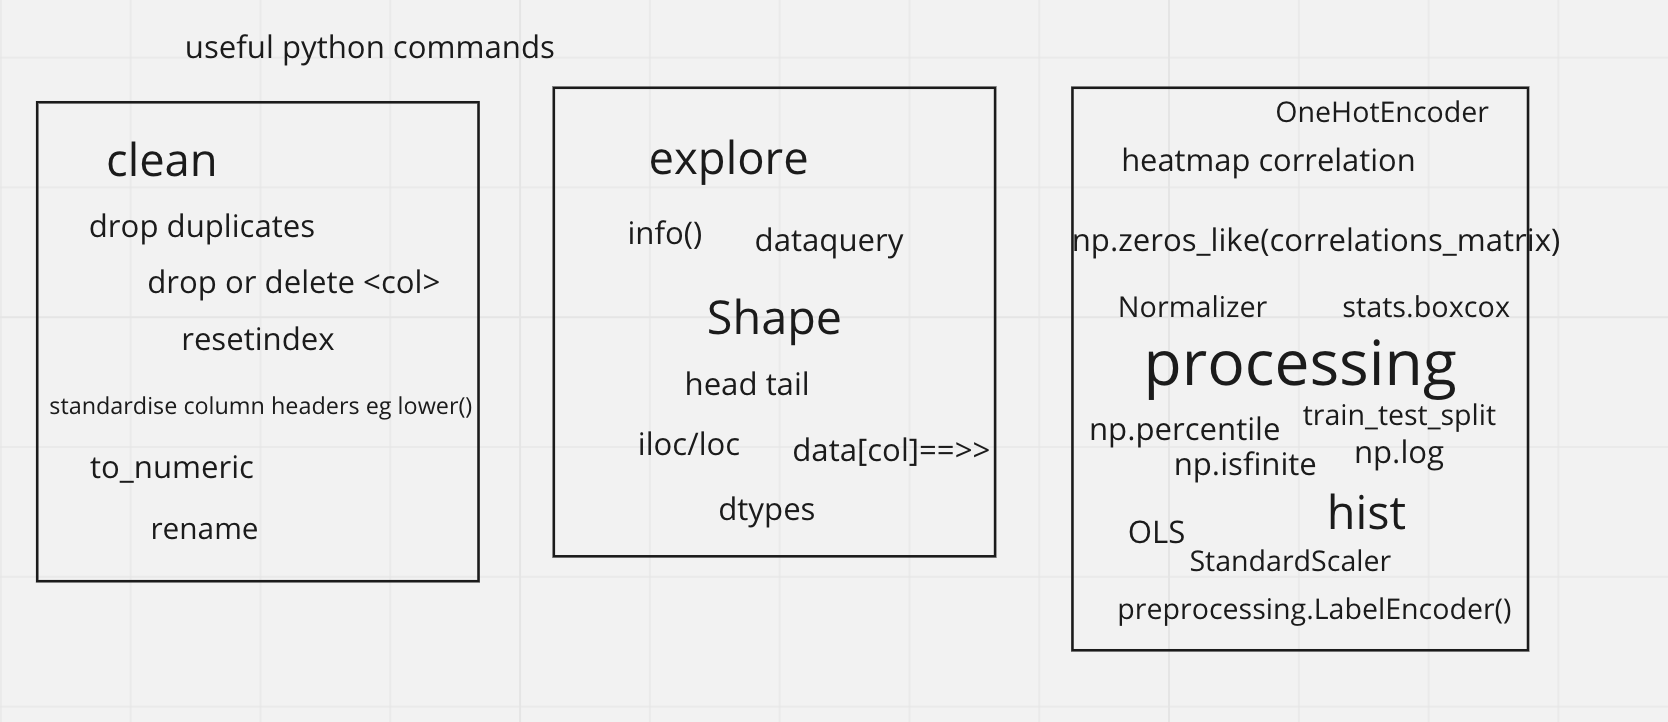 useful python commands
clean
drop duplicates
drop or delete <col>
resetindex
standardise column headers eg lower()
to_numeric
rename
explore
info()
dataquery
Shape
head tail
iloc/loc
data[col]==>>
dtypes
OneHotEncoder
heatmap correlation
np.zeros_like(correlations_matrix)
Normalizer
stats.boxcox
processing
np.percentile
train_test_split
np.isfinite
np.log
hist
OLS
StandardScaler
preprocessing.LabelEncoder()